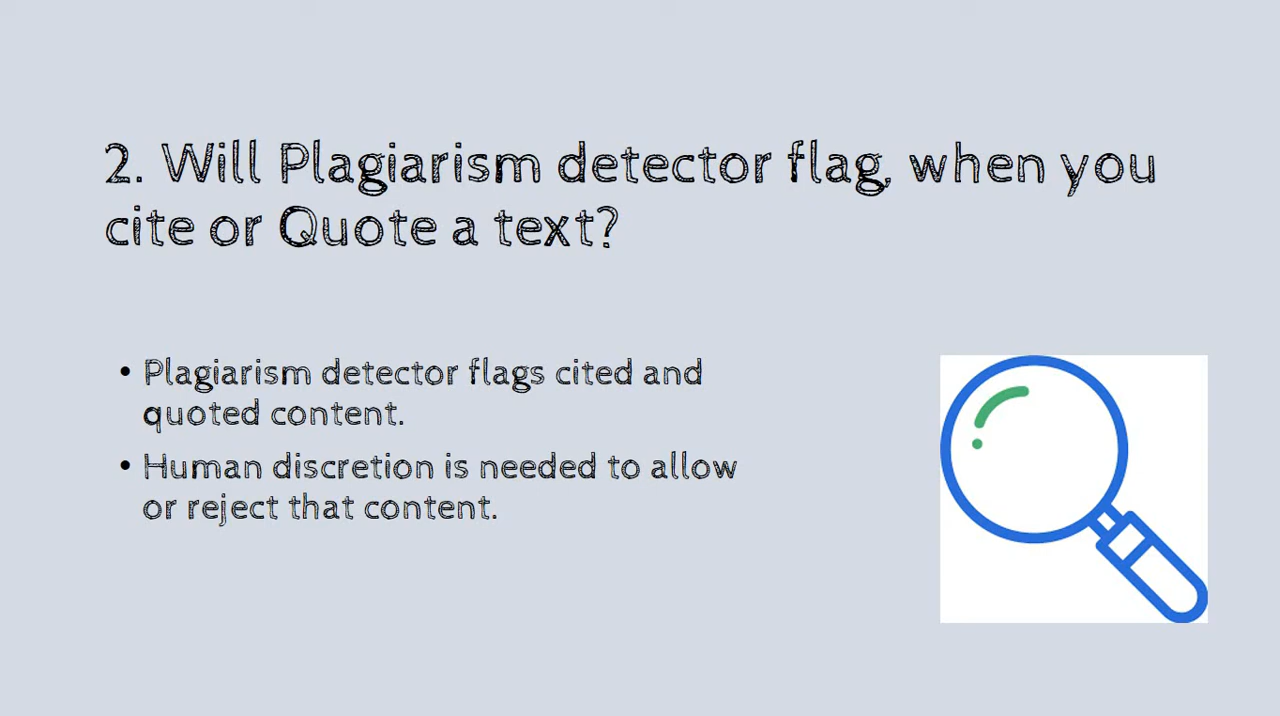 2. Will Plagiarism detector flag, when you
cite or Quote a text?
• Plagiarism detector flags cited and
quoted content.
• Human discretion is needed to allow
or reject that content.